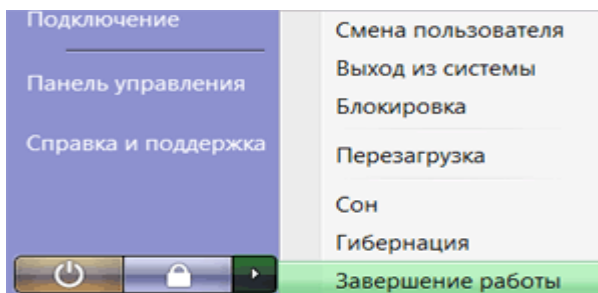 Подключение
Панель управления
Справка и поддержка
Смена пользователя
Выход из системы
Блокировка
Перезагрузка
Сон
Гибернация
Завершение работы